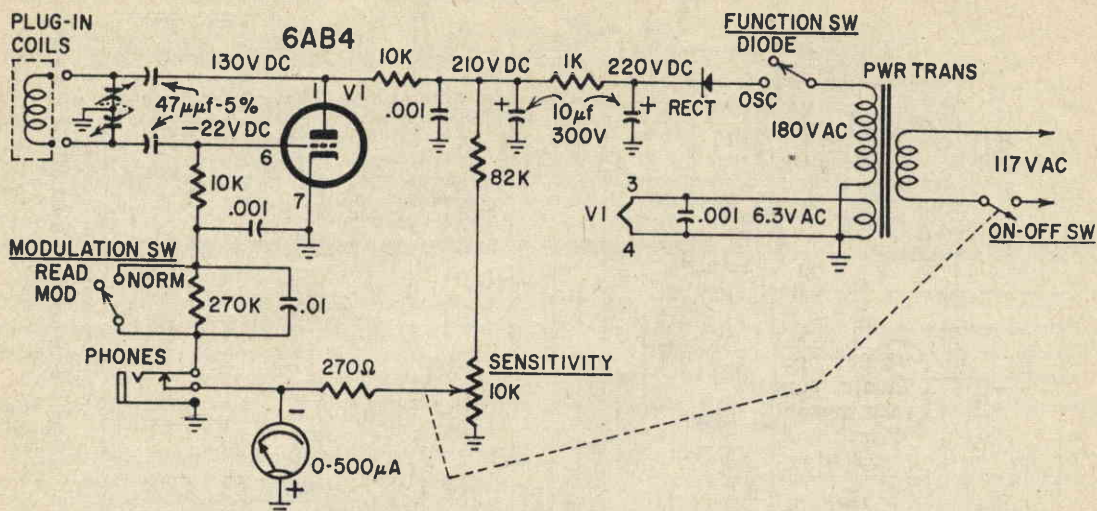 PLUG-IN
COILS
6AB4
FUNCTION SW
DIODE
130V DC
10K
210V DC
1K
220V DC
PWR TRANS
1
V1
47μμf-5%
.001
+
10μf
300V
+
RECT
OSC
180V AC
-22V DC
6
117V AC
10K
7
82K
3
.001
V1
.001
6.3V AC
4
ON-OFF SW
MODULATION SW
READ
MOD
NORM
270K
.01
PHONES
270Ω
SENSITIVITY
10K
-
0-500μA
+